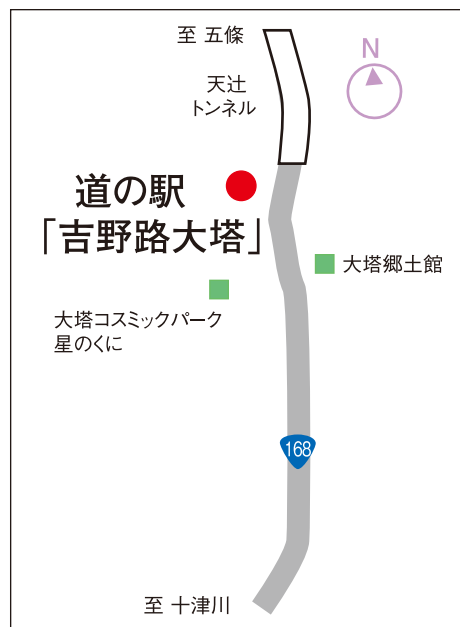 至 五條
N
天辻
トンネル
道の駅
「吉野路大塔」
大塔郷土館
大塔コスミックパーク
星のくに
168
至 十津川